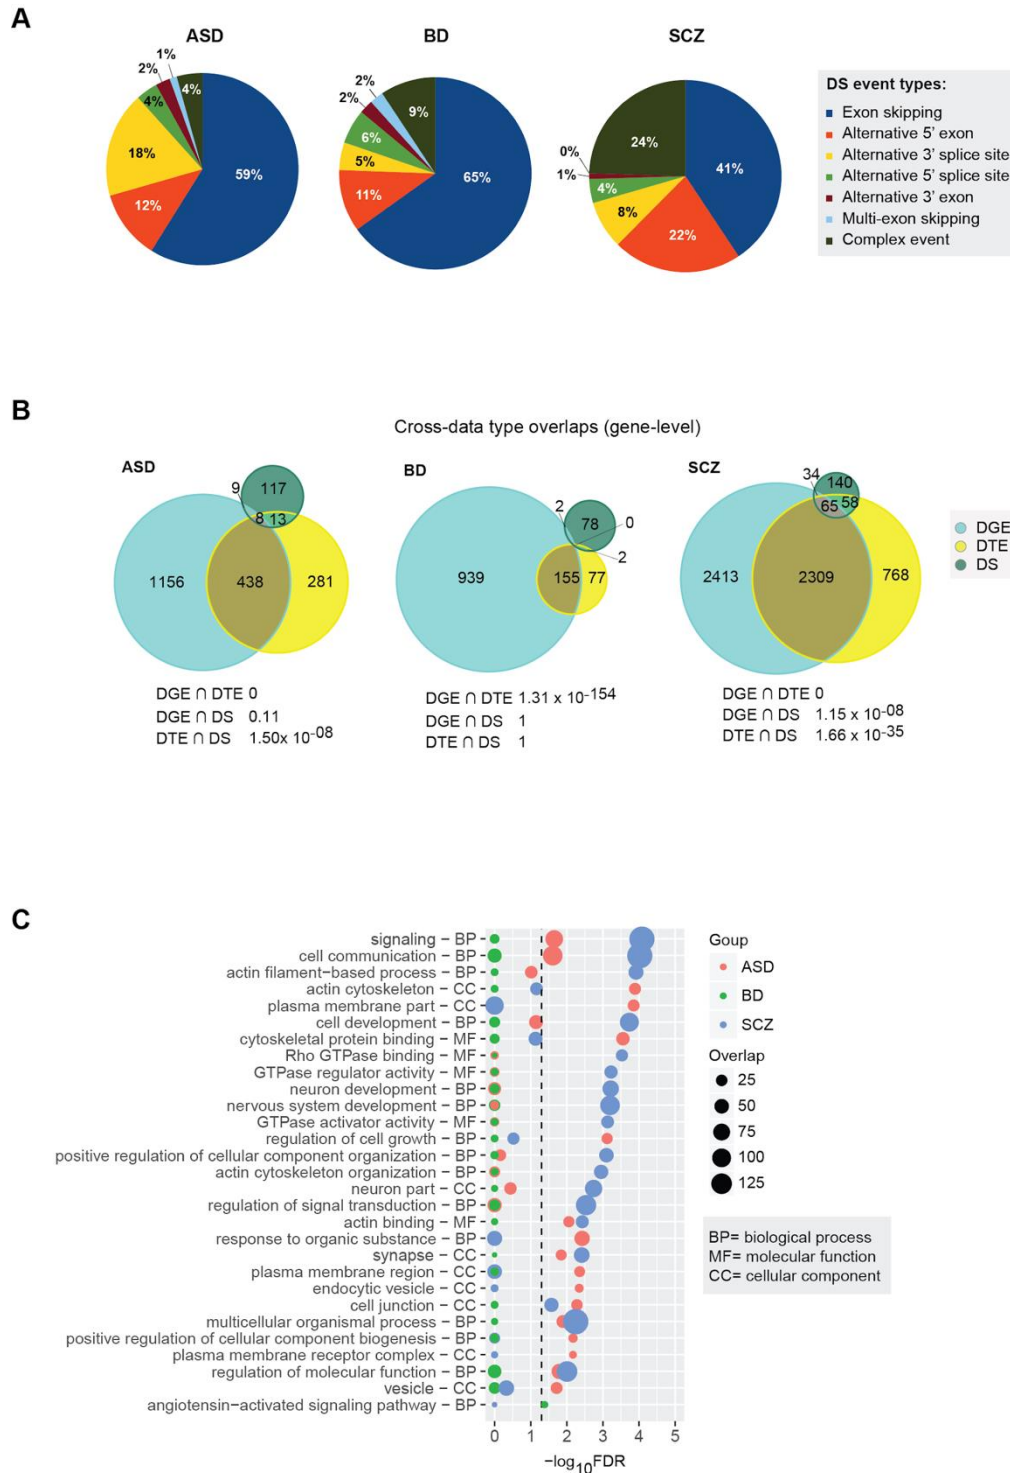 A
ASD
BD
SCZ
1%
2%
4%
4%
18%
12%
59%
2%
2%
9%
6%
5%
11%
65%
24%
0%
1%
4%
8%
22%
41%
DS event types:
Exon skipping
Alternative 5' exon
Alternative 3' splice site
Alternative 5' splice site
Alternative 3' exon
Multi-exon skipping
Complex event
B
Cross-data type overlaps (gene-level)
ASD
9
117
8
13
1156
438
281
DGE ∩ DTE 0
DGE ∩ DS 0.11
DTE ∩ DS 1.50x 10-08
BD
2
78
0
2
939
155
77
DGE ∩ DTE 1.31 x 10-154
DGE ∩ DS 1
DTE ∩ DS 1
SCZ
34
140
65
58
2413
2309
768
DGE ∩ DTE 0
DGE ∩ DS 1.15 x 10-08
DTE ∩ DS 1.66 x 10-35
DGE
DTE
DS
C
signaling – BP
cell communication – BP
actin filament–based process – BP
actin cytoskeleton – CC
plasma membrane part – CC
cell development – BP
cytoskeletal protein binding – MF
Rho GTPase binding – MF
GTPase regulator activity – MF
neuron development – BP
nervous system development – BP
GTPase activator activity – MF
regulation of cell growth – BP
positive regulation of cellular component organization – BP
actin cytoskeleton organization – BP
neuron part – CC
regulation of signal transduction – BP
actin binding – MF
response to organic substance – BP
synapse – CC
plasma membrane region – CC
endocytic vesicle – CC
cell junction – CC
multicellular organismal process – BP
positive regulation of cellular component biogenesis – BP
plasma membrane receptor complex – CC
regulation of molecular function – BP
vesicle – CC
angiotensin–activated signaling pathway – BP
0 1 2 3 4 5
−log10FDR
Goup
ASD
BD
SCZ
Overlap
25
50
75
100
125
BP= biological process
MF= molecular function
CC= cellular component